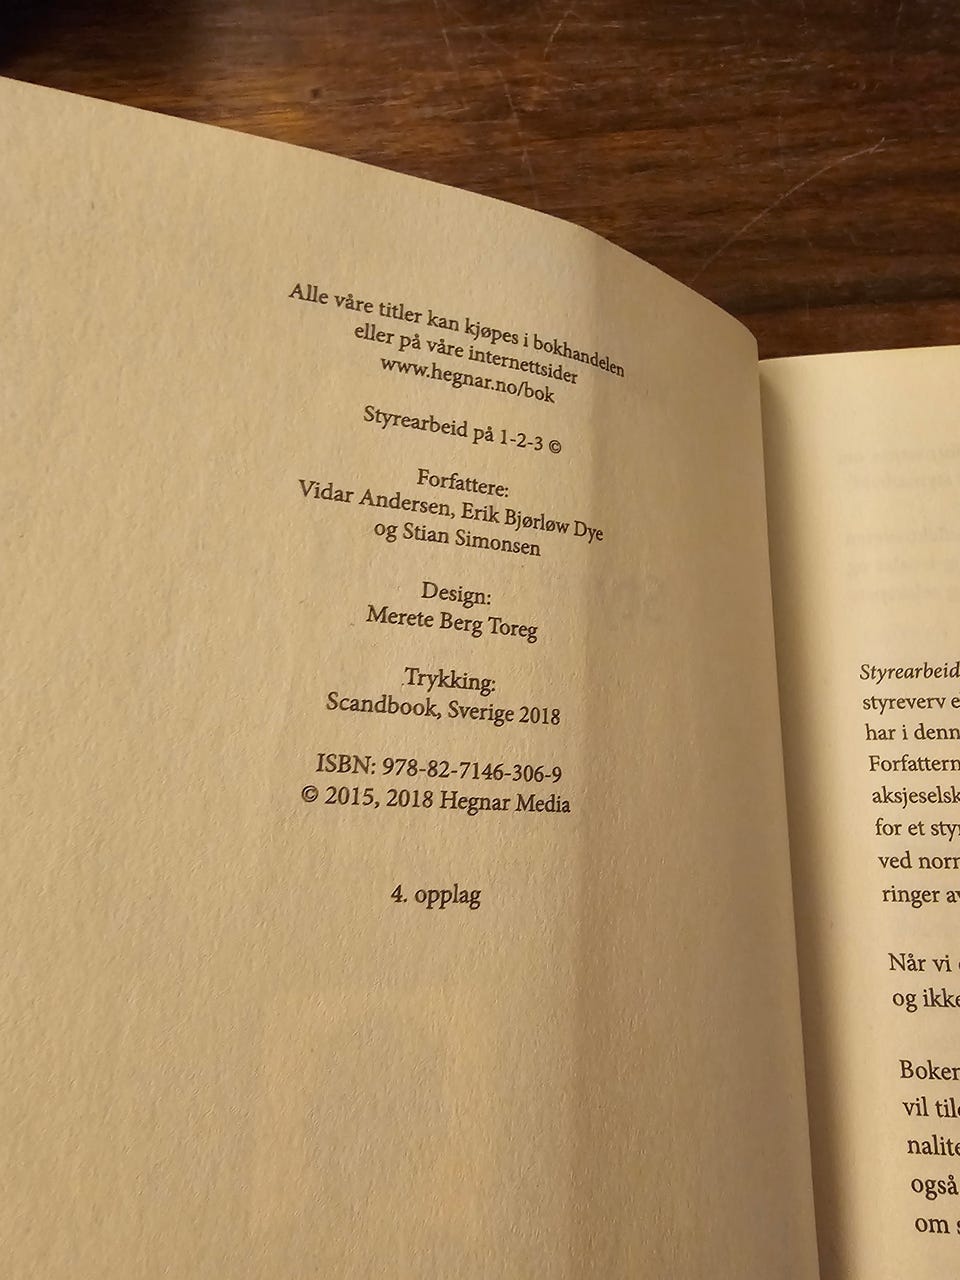 Alle våre titler kan kjøpes i bokhandelen
eller på våre internettsider
www.hegnar.no/bok
Styrearbeid på 1-2-3 ©
Forfattere:
Vidar Andersen, Erik Bjørløw Dye
og Stian Simonsen
Design:
Merete Berg Toreg
Trykking:
Scandbook, Sverige 2018
ISBN: 978-82-7146-306-9
© 2015, 2018 Hegnar Media
4. opplag
Styrearbeid
styreverv
har i denn
Forfattern
aksjeselsk
for et sty
ved norr
ringer av
Når vi
og ikke
Boker
vil til
nalite
også
om